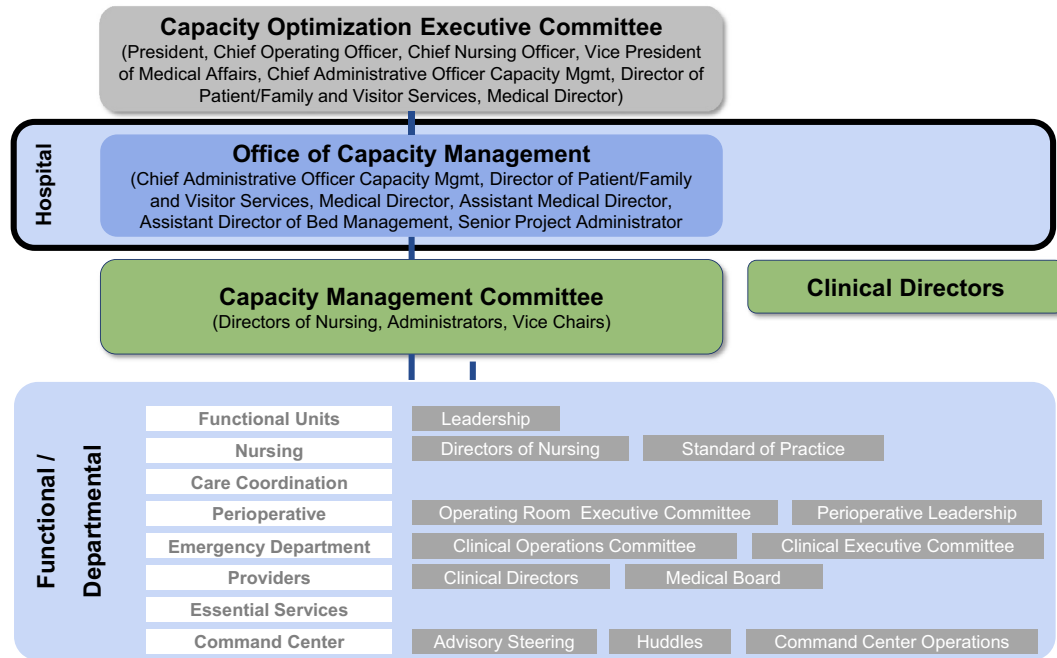 Capacity Optimization Executive Committee
(President, Chief Operating Officer, Chief Nursing Officer, Vice President
of Medical Affairs, Chief Administrative Officer Capacity Mgmt, Director of
Patient/Family and Visitor Services, Medical Director)
Hospital
Office of Capacity Management
(Chief Administrative Officer Capacity Mgmt, Director of Patient/Family
and Visitor Services, Medical Director, Assistant Medical Director,
Assistant Director of Bed Management, Senior Project Administrator
Capacity Management Committee
(Directors of Nursing, Administrators, Vice Chairs)
Clinical Directors
Functional /
Departmental
Functional Units
Leadership
Nursing
Directors of Nursing
Standard of Practice
Care Coordination
Perioperative
Operating Room Executive Committee
Perioperative Leadership
Emergency Department
Clinical Operations Committee
Clinical Executive Committee
Providers
Clinical Directors
Medical Board
Essential Services
Command Center
Advisory Steering
Huddles
Command Center Operations